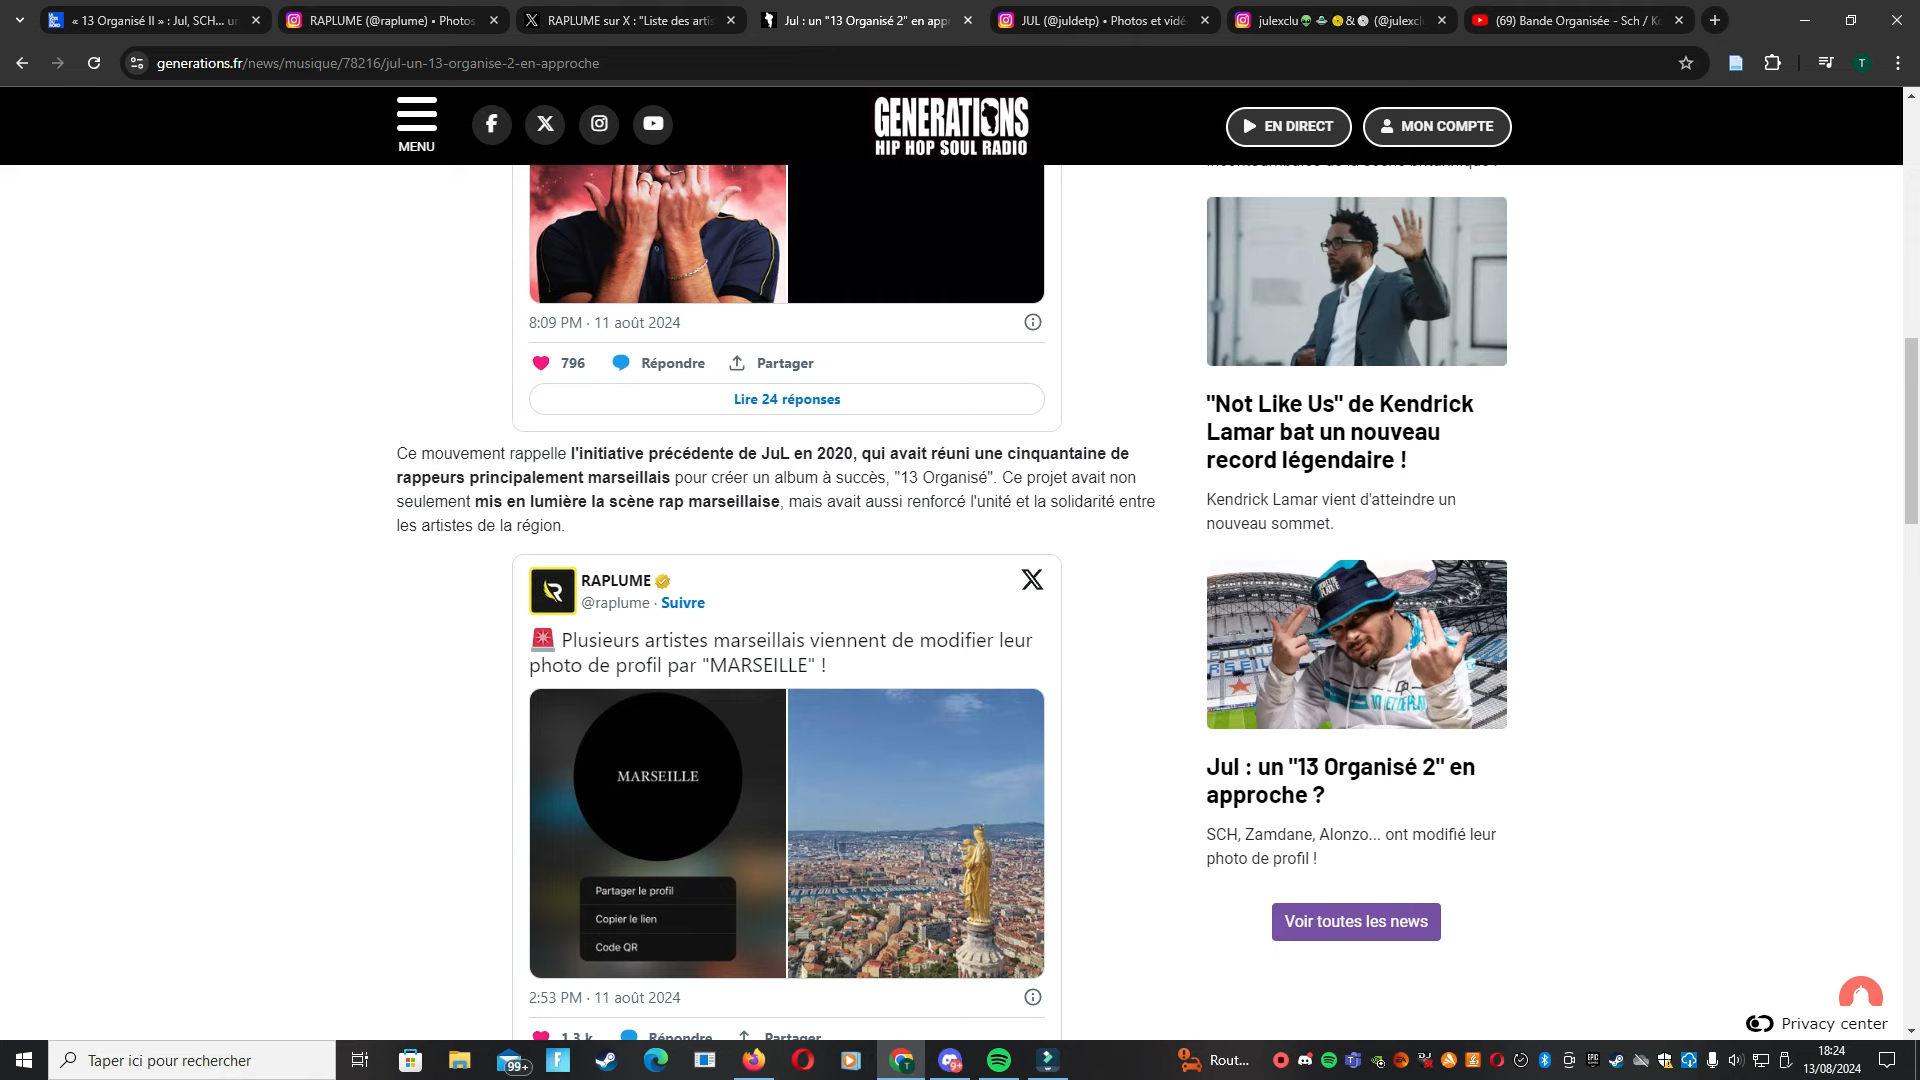 « 13 Organisé II » : Jul, SCH... un
RAPLUME (@raplume) • Photos
RAPLUME sur X : "Liste des artis
Jul : un "13 Organisé 2" en appr
JUL (@juldetp) • Photos et vidé
julexclu👽🛸🟡&⚪ (@julexcl
(69) Bande Organisée - Sch / Ko
generations.fr/news/musique/78216/jul-un-13-organise-2-en-approche
T
MENU
GENERATIONS
HIP HOP SOUL RADIO
EN DIRECT
MON COMPTE
8:09 PM · 11 août 2024
796
Répondre
Partager
Lire 24 réponses
Ce mouvement rappelle l'initiative précédente de JuL en 2020, qui avait réuni une cinquantaine de
rappeurs principalement marseillais pour créer un album à succès, "13 Organisé". Ce projet avait non
seulement mis en lumière la scène rap marseillaise, mais avait aussi renforcé l'unité et la solidarité entre
les artistes de la région.
RAPLUME
@raplume · Suivre
🚨 Plusieurs artistes marseillais viennent de modifier leur
photo de profil par "MARSEILLE" !
MARSEILLE
Partager le profil
Copier le lien
Code QR
2:53 PM · 11 août 2024
1,3 k
Répondre
Partager
"Not Like Us" de Kendrick
Lamar bat un nouveau
record légendaire !
Kendrick Lamar vient d'atteindre un
nouveau sommet.
Jul : un "13 Organisé 2" en
approche ?
SCH, Zamdane, Alonzo... ont modifié leur
photo de profil !
Voir toutes les news
Privacy center
Taper ici pour rechercher
99+
Rout...
18:24
13/08/2024